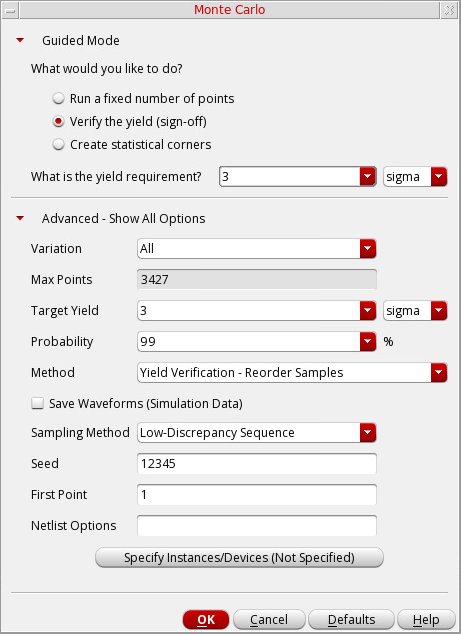 Monte Carlo
Guided Mode
What would you like to do?
Run a fixed number of points
Verify the yield (sign-off)
Create statistical corners
What is the yield requirement? 3 sigma
Advanced - Show All Options
Variation All
Max Points 3427
Target Yield 3 sigma
Probability 99 %
Method Yield Verification - Reorder Samples
Save Waveforms (Simulation Data)
Sampling Method Low-Discrepancy Sequence
Seed 12345
First Point 1
Netlist Options
Specify Instances/Devices (Not Specified)
OK Cancel Defaults Help